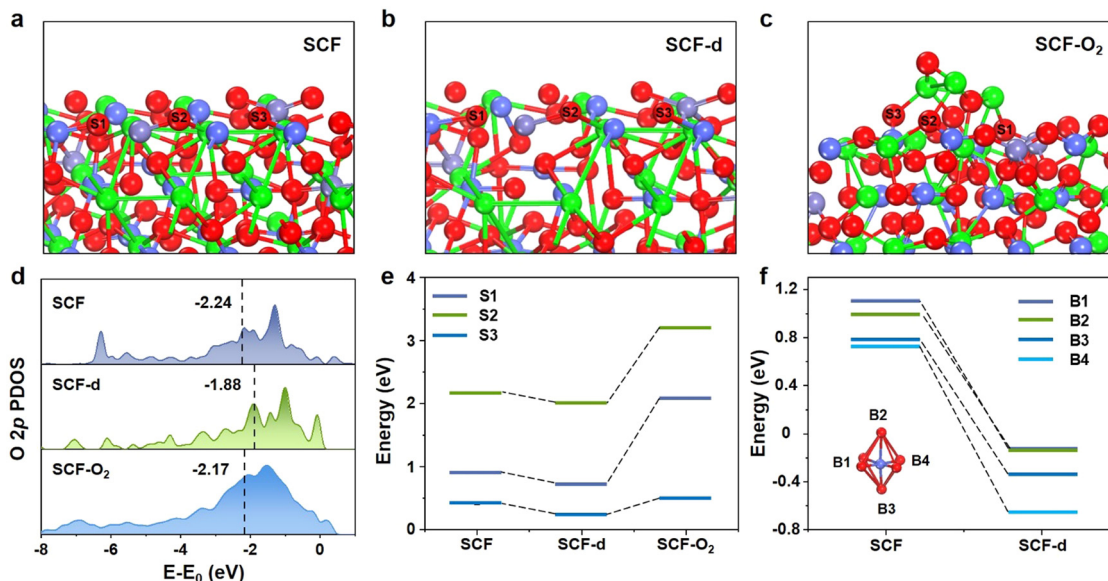 a
SCF
S1
S2
S3
b
SCF-d
S1
S2
S3
c
SCF-O₂
S3
S2
S1
d
O 2p PDOS
SCF
-2.24
SCF-d
-1.88
SCF-O₂
-2.17
-8
-6
-4
-2
0
E-E₀ (eV)
e
Energy (eV)
4
3
2
1
0
S1
S2
S3
SCF
SCF-d
SCF-O₂
f
Energy (eV)
1.2
0.8
0.4
0
-0.4
-0.8
B1
B2
B3
B4
B2
B1
B4
B3
SCF
SCF-d